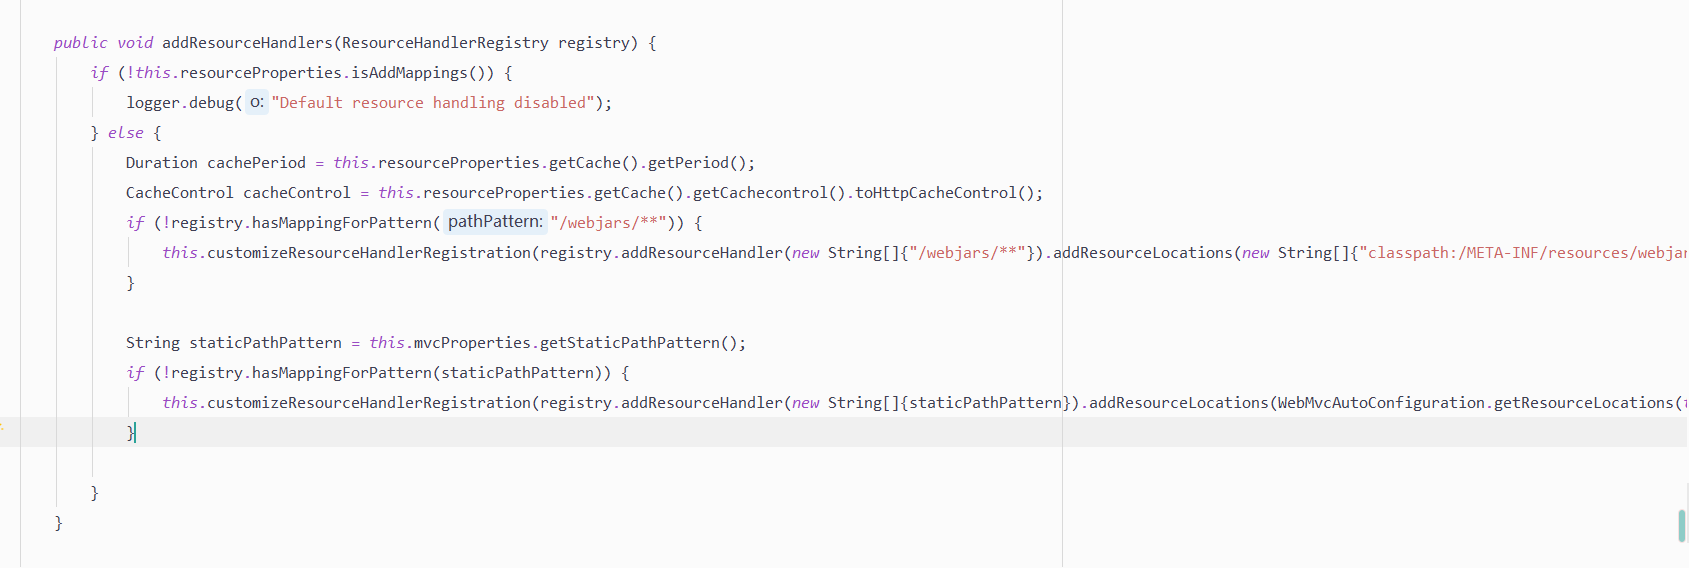 public void addResourceHandlers(ResourceHandlerRegistry registry) {
if (!this.resourceProperties.isAddMappings()) {
logger.debug( o: "Default resource handling disabled");
} else {
Duration cachePeriod = this.resourceProperties.getCache().getPeriod();
CacheControl cacheControl = this.resourceProperties.getCache().getCachecontrol().toHttpCacheControl();
if (!registry.hasMappingForPattern( pathPattern: "/webjars/**")) {
this.customizeResourceHandlerRegistration(registry.addResourceHandler(new String[]{"/webjars/**"}).addResourceLocations(new String[]{"classpath:/META-INF/resources/webjar
}
String staticPathPattern = this.mvcProperties.getStaticPathPattern();
if (!registry.hasMappingForPattern(staticPathPattern)) {
this.customizeResourceHandlerRegistration(registry.addResourceHandler(new String[]{staticPathPattern}).addResourceLocations(WebMvcAutoConfiguration.getResourceLocations(
}
}
}